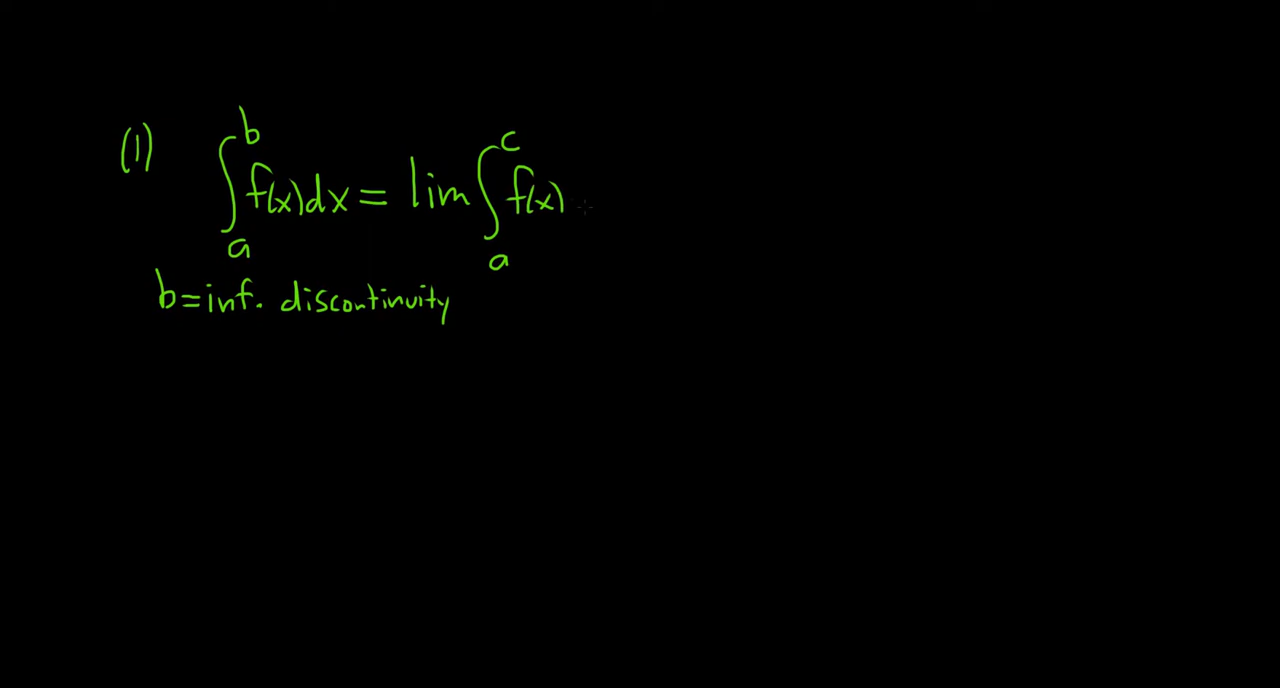 (1) ∫_a^b f(x)dx = lim ∫_a^c f(x)
b=inf. discontinuity